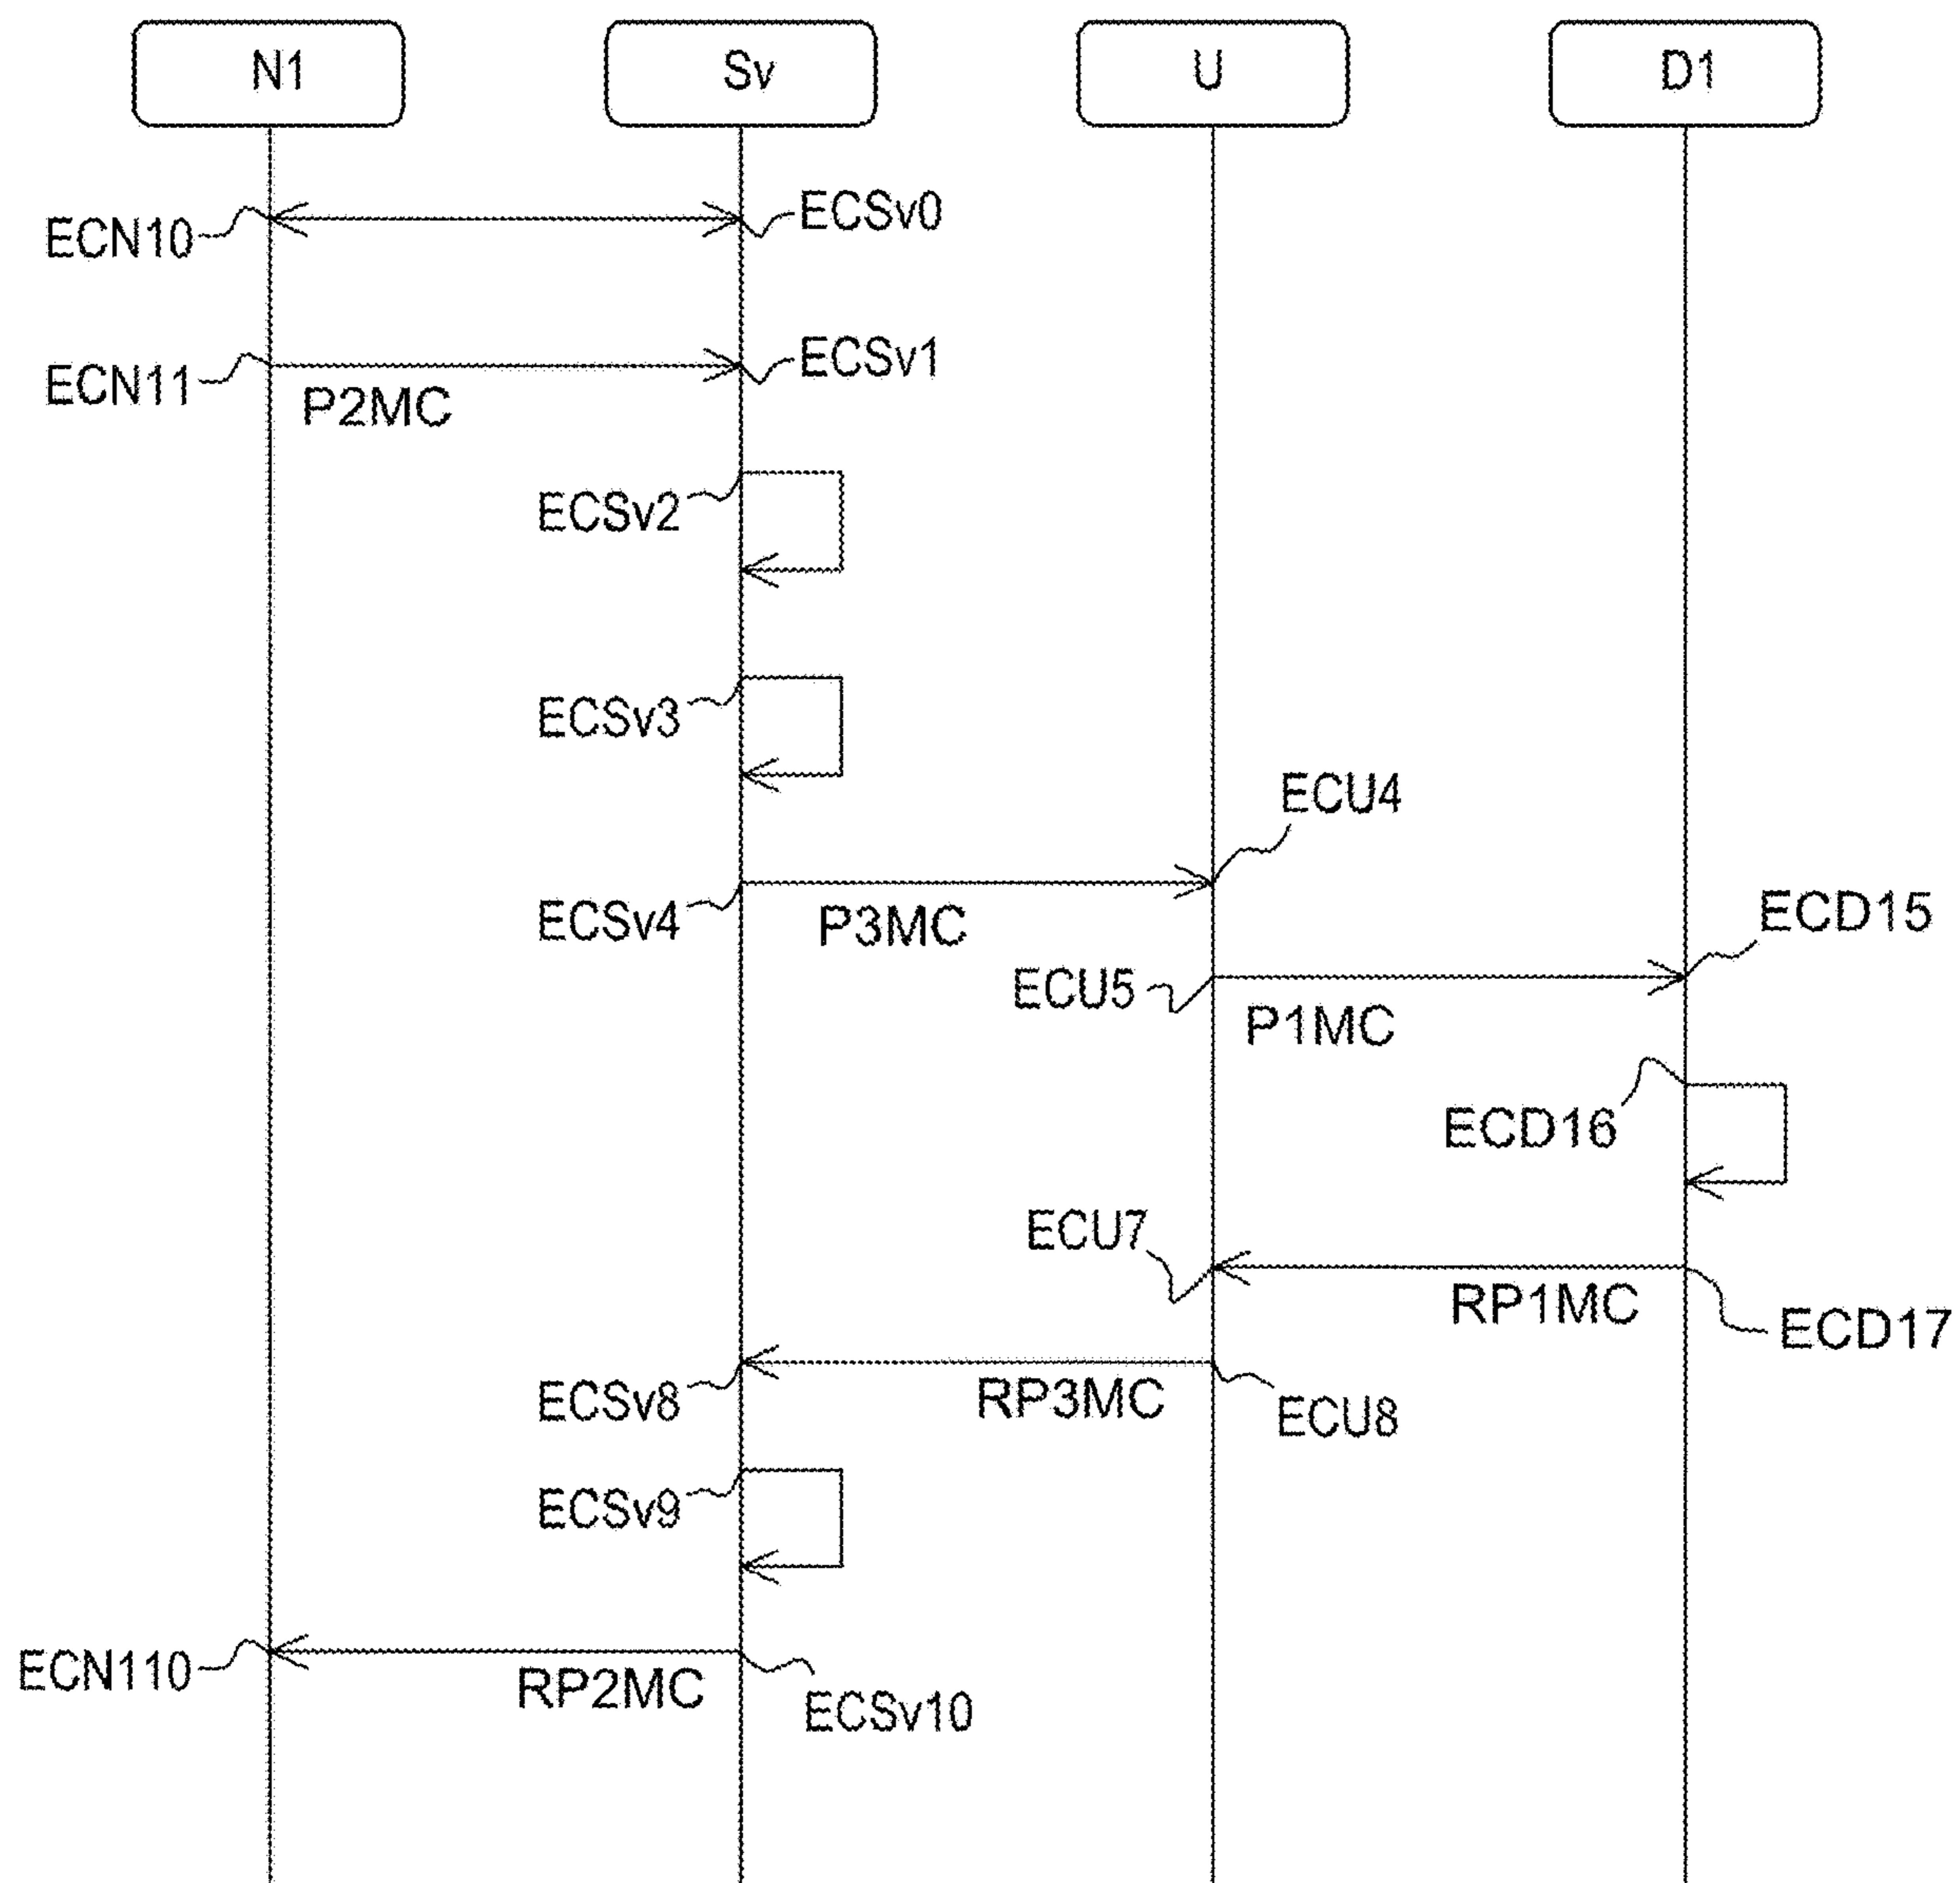 N1
Sv
U
D1
ECSv0
ECN10
ECSv1
ECN11
P2MC
ECSv2
ECSv3
ECU4
ECSv4
P3MC
ECD15
ECU5
P1MC
ECD16
ECU7
RP1MC
ECD17
ECSv8
RP3MC
ECU8
ECSv9
ECN110
RP2MC
ECSv10